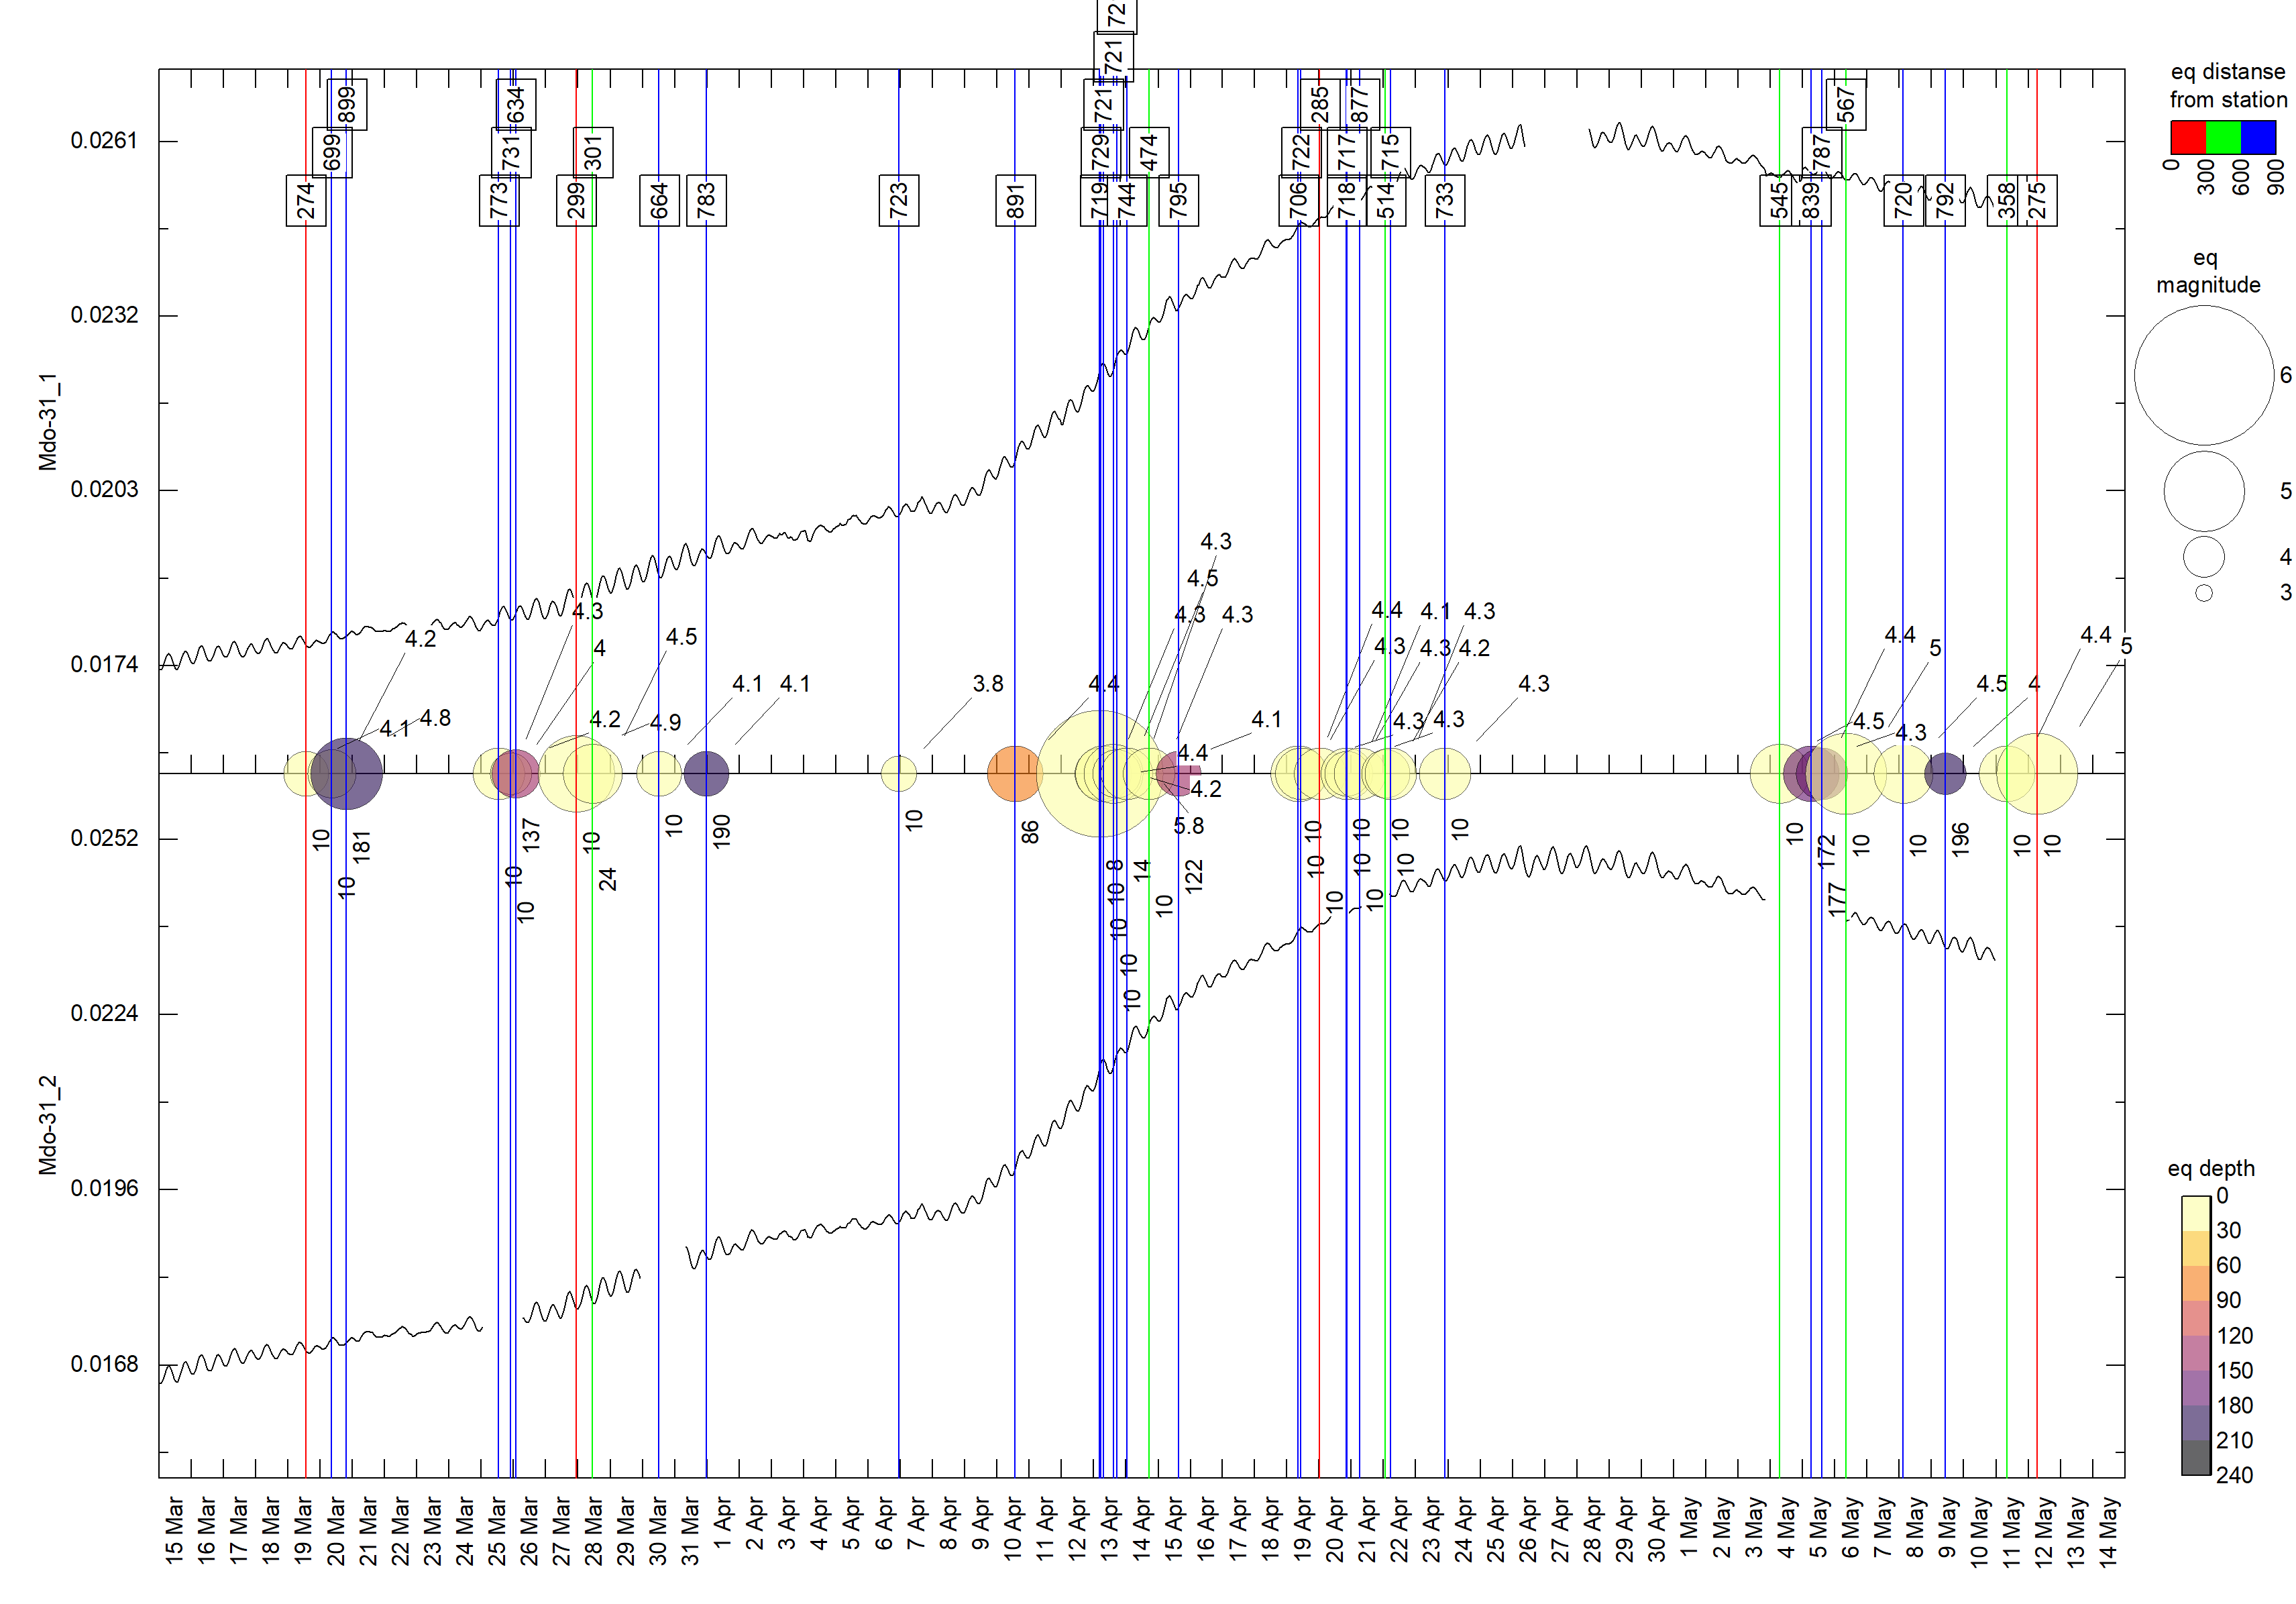 72
721
721
899
634
285
877
567
699
731
301
729
474
722
717
715
787
274
773
299
664
783
723
891
719
744
795
706
718
514
733
545
839
720
792
358
275
eq distanse
from station
0
300
600
900
eq
magnitude
6
5
4
3
0.0261
0.0232
0.0203
0.0174
Mdo-31_1
4.3
4.5
4.3
4.3
4.3
4.4
4.1
4.3
4.2
4
4.5
4.3
4.3
4.2
4.4
5
4.4
5
4.1
4.1
3.8
4.4
4.3
4.5
4
4.1
4.8
4.2
4.9
4.1
4.3
4.3
4.5
4.3
4.4
4.2
5.8
10
10
181
137
10
10
10
24
10
190
10
86
8
10
10
10
10
14
10
122
10
10
10
10
10
10
10
10
10
10
172
177
10
10
196
10
10
0.0252
0.0224
0.0196
0.0168
Mdo-31_2
eq depth
0
30
60
90
120
150
180
210
240
15 Mar
16 Mar
17 Mar
18 Mar
19 Mar
20 Mar
21 Mar
22 Mar
23 Mar
24 Mar
25 Mar
26 Mar
27 Mar
28 Mar
29 Mar
30 Mar
31 Mar
1 Apr
2 Apr
3 Apr
4 Apr
5 Apr
6 Apr
7 Apr
8 Apr
9 Apr
10 Apr
11 Apr
12 Apr
13 Apr
14 Apr
15 Apr
16 Apr
17 Apr
18 Apr
19 Apr
20 Apr
21 Apr
22 Apr
23 Apr
24 Apr
25 Apr
26 Apr
27 Apr
28 Apr
29 Apr
30 Apr
1 May
2 May
3 May
4 May
5 May
6 May
7 May
8 May
9 May
10 May
11 May
12 May
13 May
14 May